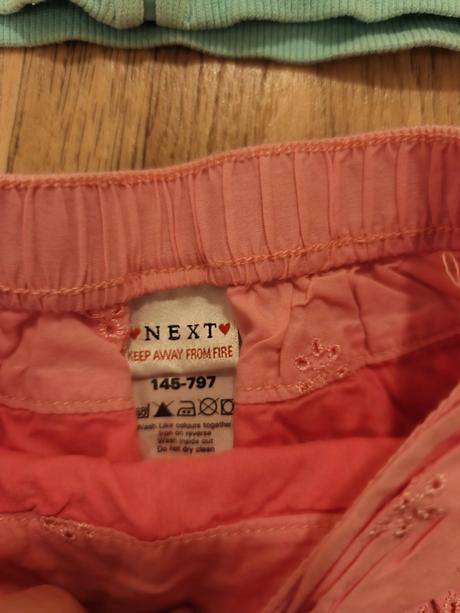 NEXT
KEEP AWAY FROM FIRE
145-797
Wash Like colours together
Iron on reverse
Wash inside out
Do not dry clean